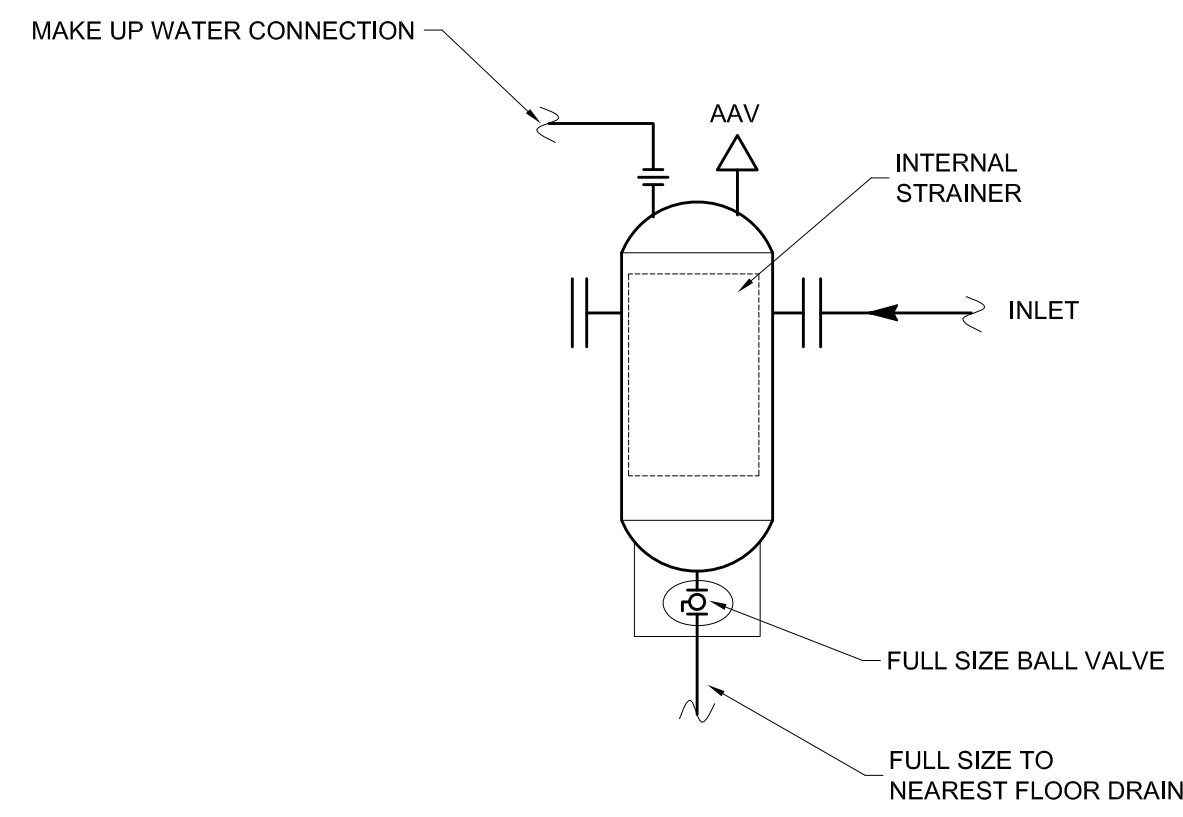 MAKE UP WATER CONNECTION
AAV
INTERNAL
STRAINER
INLET
FULL SIZE BALL VALVE
FULL SIZE TO
NEAREST FLOOR DRAIN